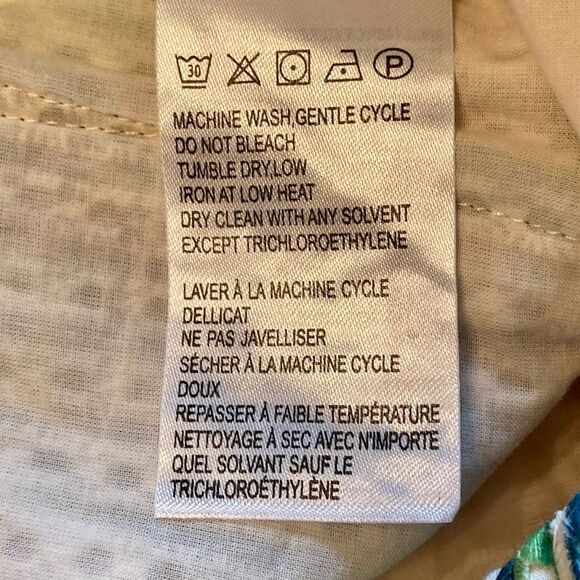 30 P
MACHINE WASH,GENTLE CYCLE
DO NOT BLEACH
TUMBLE DRY,LOW
IRON AT LOW HEAT
DRY CLEAN WITH ANY SOLVENT
EXCEPT TRICHLOROETHYLENE
LAVER À LA MACHINE CYCLE
DELLICAT
NE PAS JAVELLISER
SÉCHER À LA MACHINE CYCLE
DOUX
REPASSER À FAIBLE TEMPÉRATURE
NETTOYAGE À SEC AVEC N'IMPORTE
QUEL SOLVANT SAUF LE
TRICHLOROÉTHYLÈNE